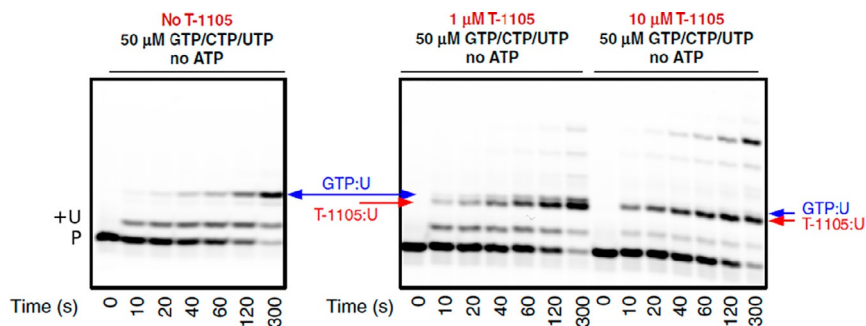 No T-1105
50 µM GTP/CTP/UTP
no ATP
1 µM T-1105
50 µM GTP/CTP/UTP
no ATP
10 µM T-1105
50 µM GTP/CTP/UTP
no ATP
GTP:U
T-1105:U
GTP:U
T-1105:U
+U
P
Time (s) 0 10 20 40 60 120 300
Time (s) 0 10 20 40 60 120 300 0 10 20 40 60 120 300